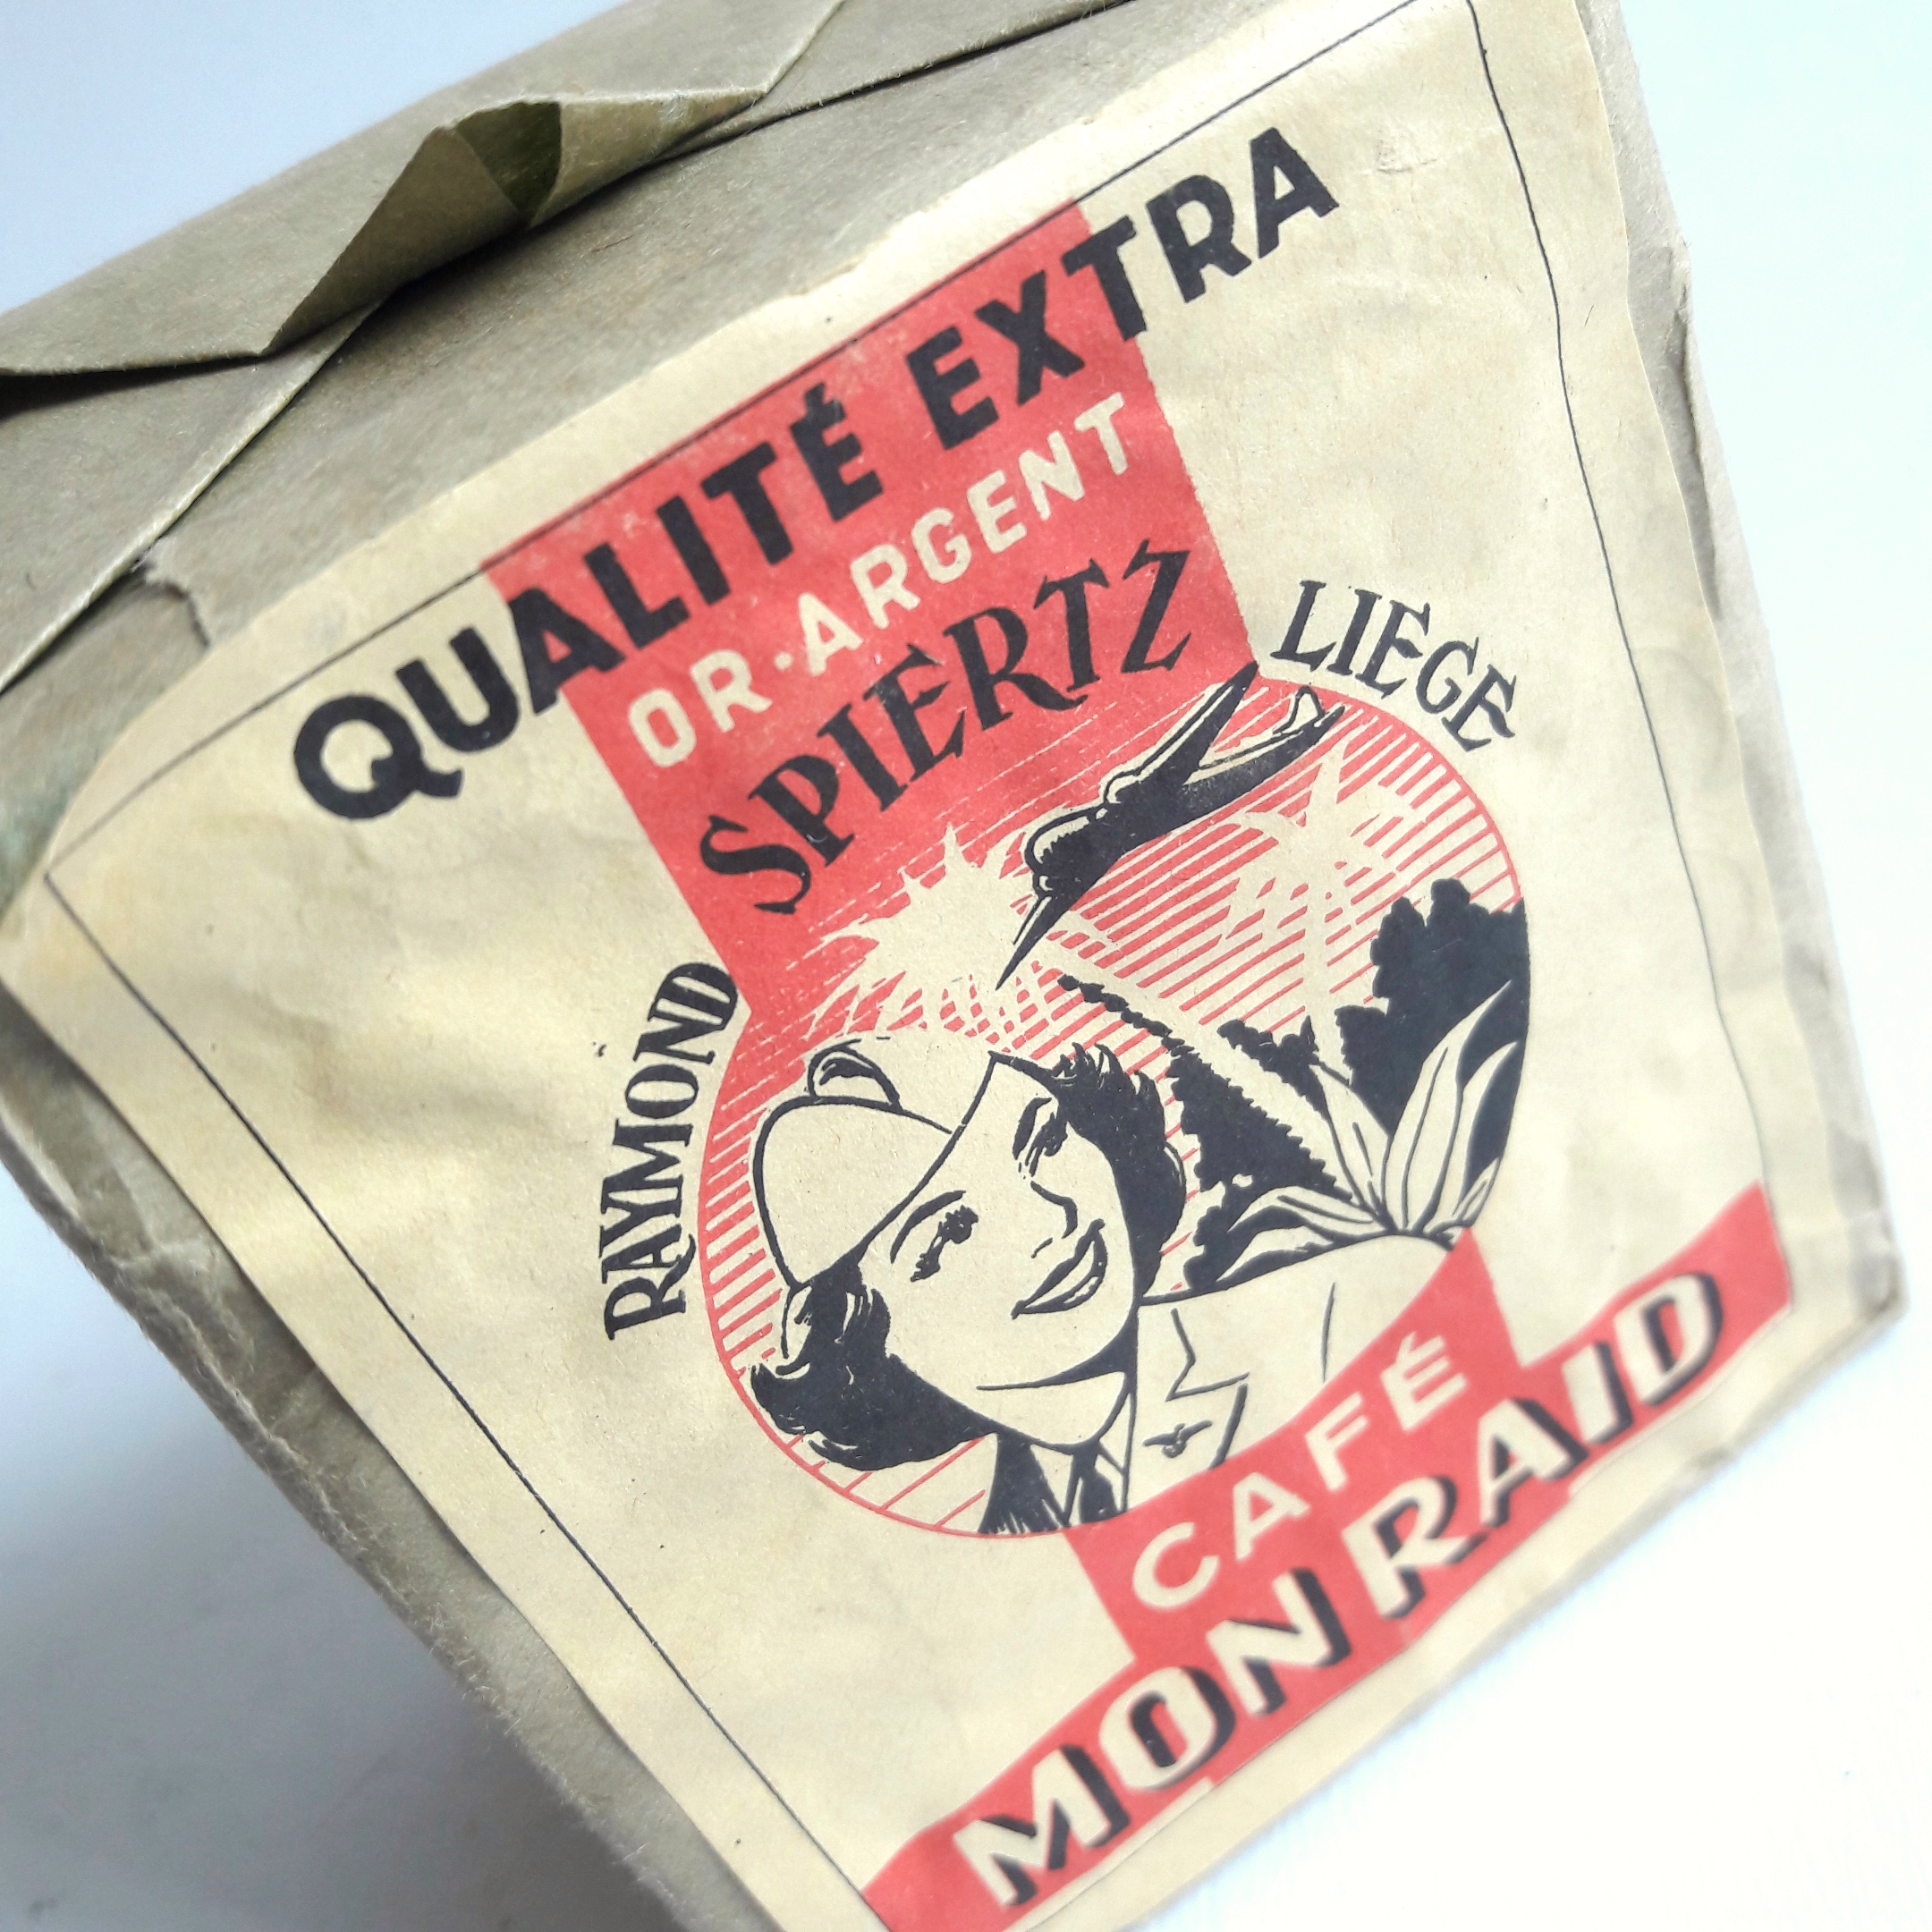 QUALITÉ EXTRA
OR·ARGENT
RAYMOND SPIERTZ LIEGE
CAFÉ
MON RAID